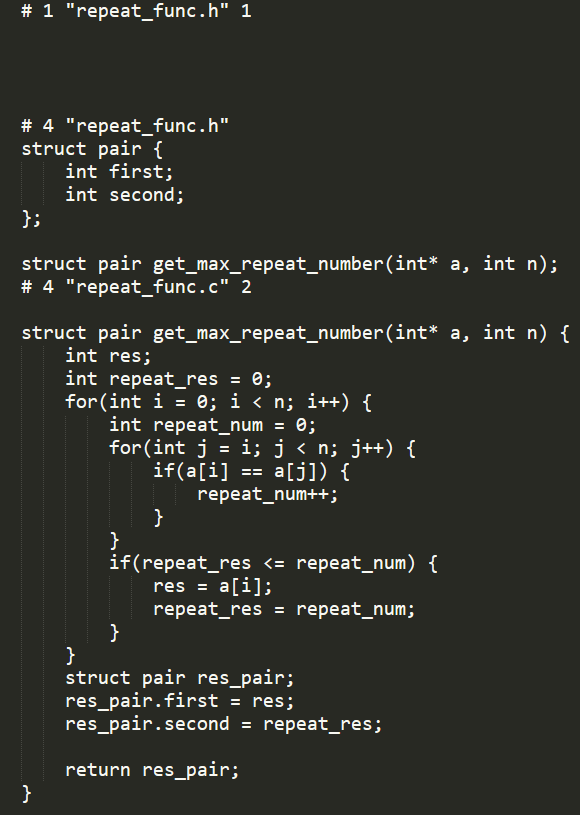 # 1 "repeat_func.h" 1
# 4 "repeat_func.h"
struct pair {
    int first;
    int second;
};
struct pair get_max_repeat_number(int* a, int n);
# 4 "repeat_func.c" 2
struct pair get_max_repeat_number(int* a, int n) {
    int res;
    int repeat_res = 0;
    for(int i = 0; i < n; i++) {
        int repeat_num = 0;
        for(int j = i; j < n; j++) {
            if(a[i] == a[j]) {
                repeat_num++;
            }
        }
        if(repeat_res <= repeat_num) {
            res = a[i];
            repeat_res = repeat_num;
        }
    }
    struct pair res_pair;
    res_pair.first = res;
    res_pair.second = repeat_res;
    return res_pair;
}